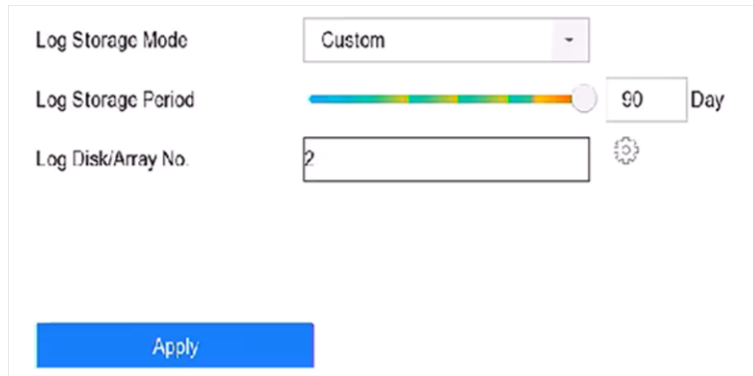 Log Storage Mode Custom
Log Storage Period 90 Day
Log Disk/Array No. 2
Apply